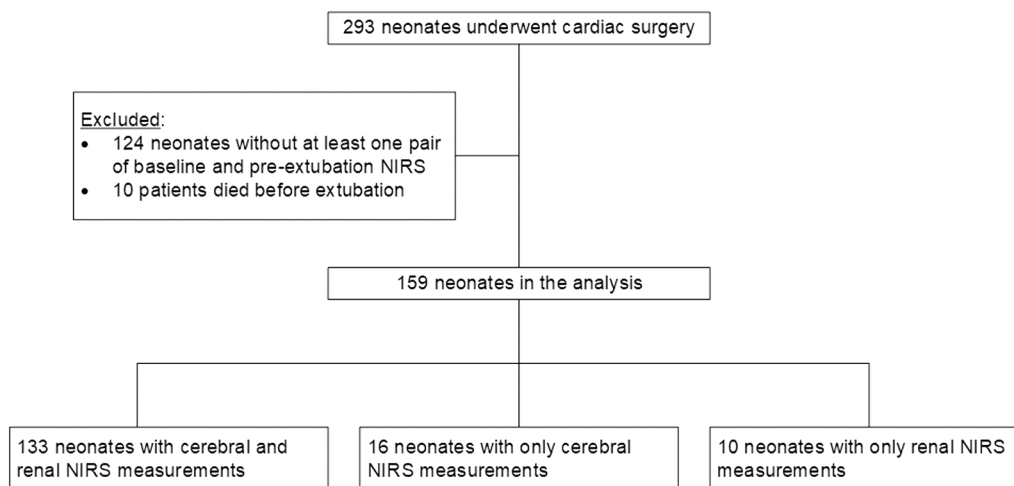 293 neonates underwent cardiac surgery
Excluded:
• 124 neonates without at least one pair
of baseline and pre-extubation NIRS
• 10 patients died before extubation
159 neonates in the analysis
133 neonates with cerebral and
renal NIRS measurements
16 neonates with only cerebral
NIRS measurements
10 neonates with only renal NIRS
measurements